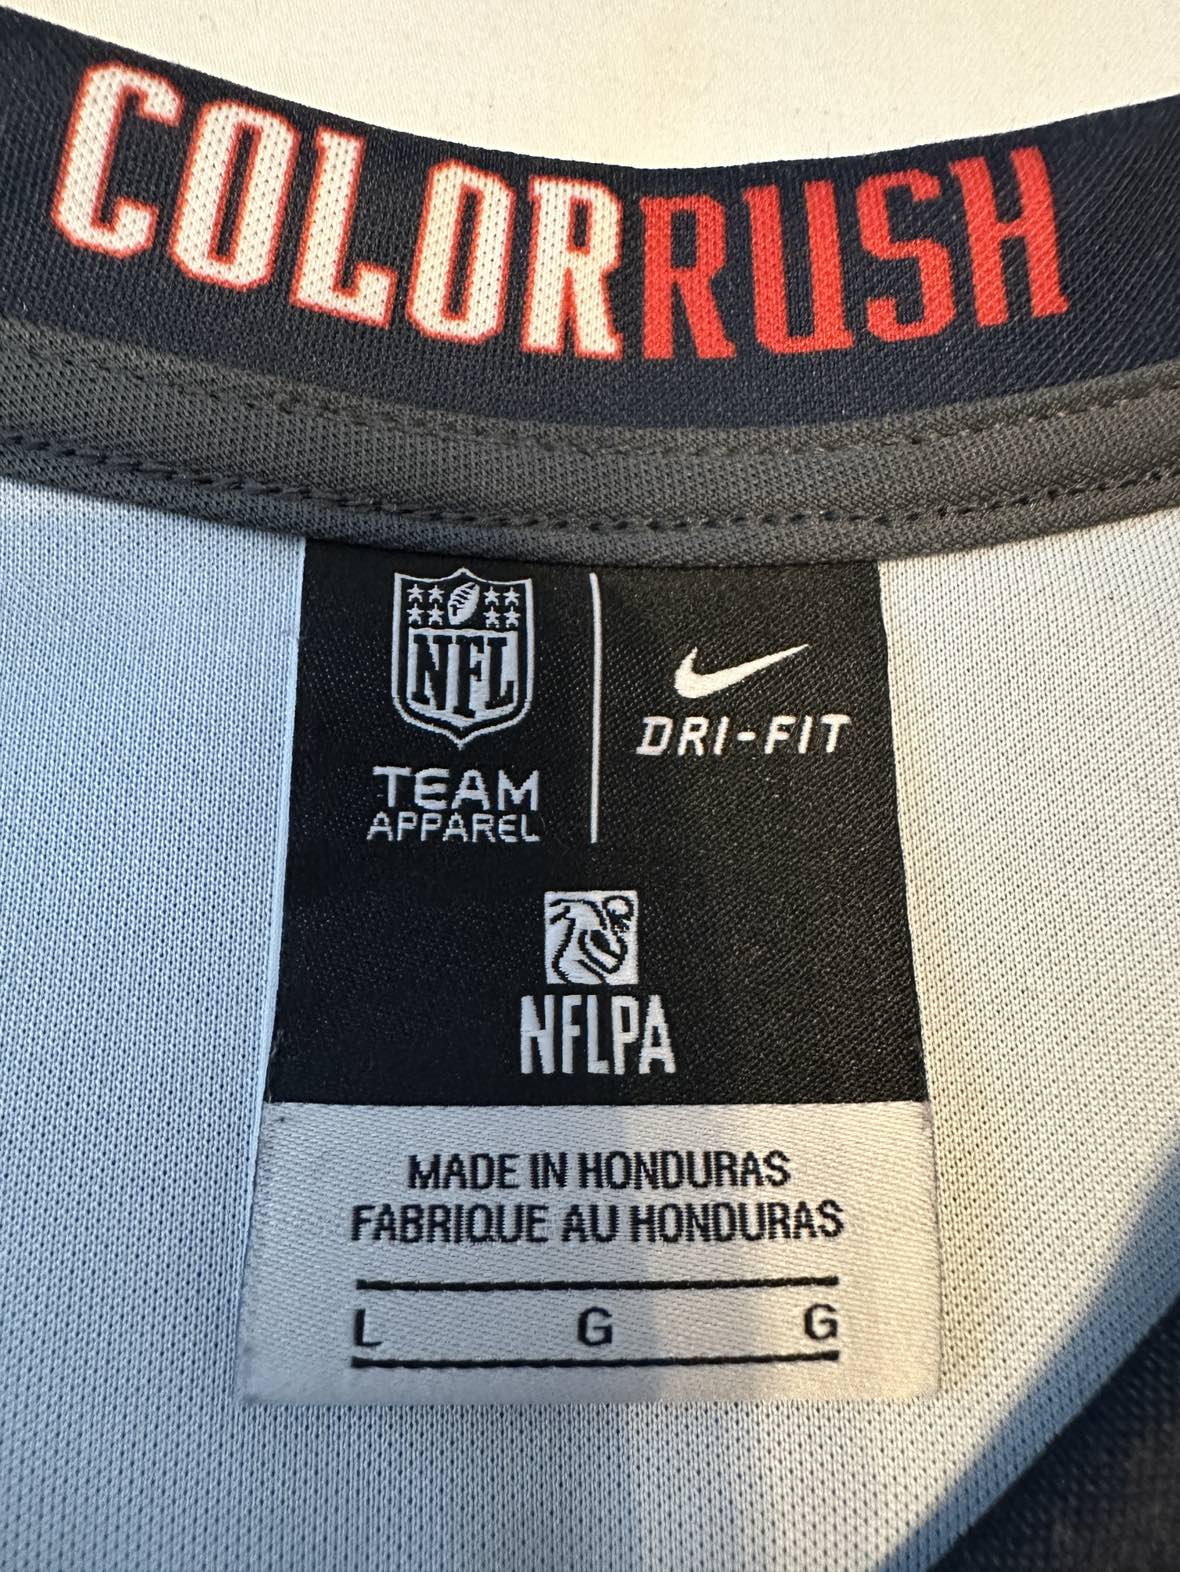 COLORRUSH
NFL
TEAM
APPAREL
DRI-FIT
NFLPA
MADE IN HONDURAS
FABRIQUE AU HONDURAS
L G G